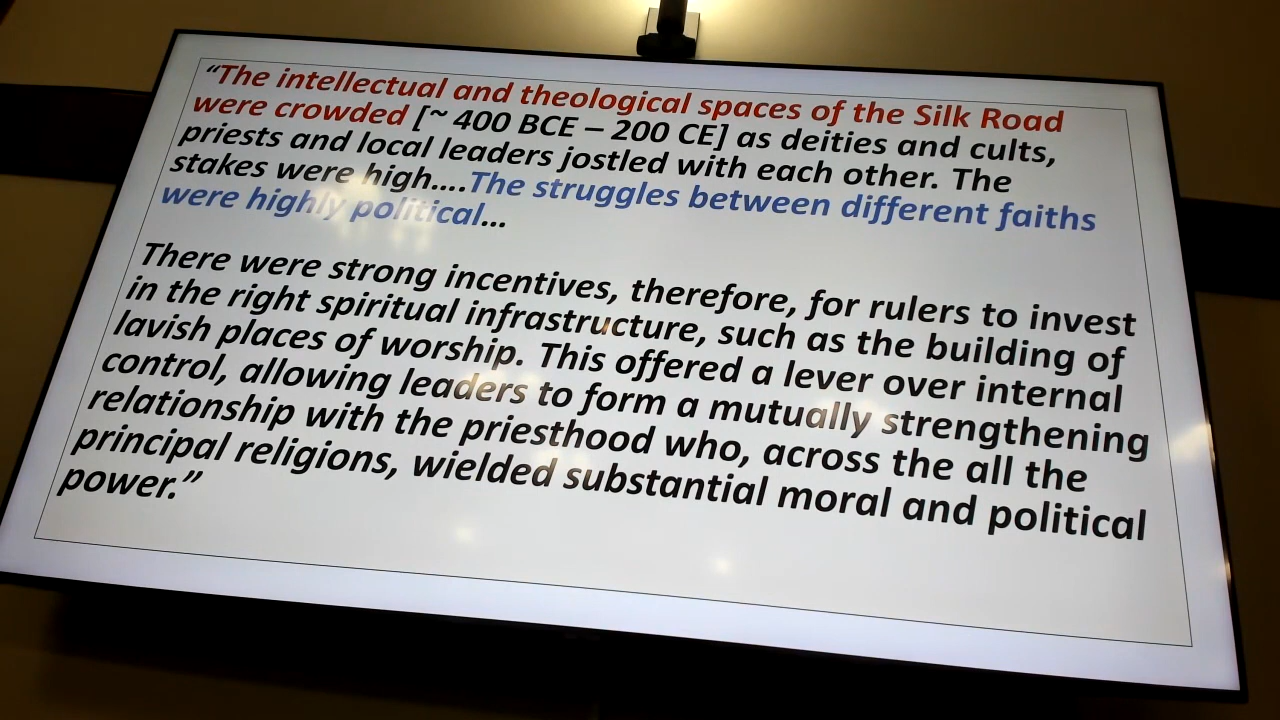 “The intellectual and theological spaces of the Silk Road
were crowded [~ 400 BCE – 200 CE] as deities and cults,
priests and local leaders jostled with each other. The
stakes were high....The struggles between different faiths
were highly political...
There were strong incentives, therefore, for rulers to invest
in the right spiritual infrastructure, such as the building of
lavish places of worship. This offered a lever over internal
control, allowing leaders to form a mutually strengthening
relationship with the priesthood who, across the all the
principal religions, wielded substantial moral and political
power.”